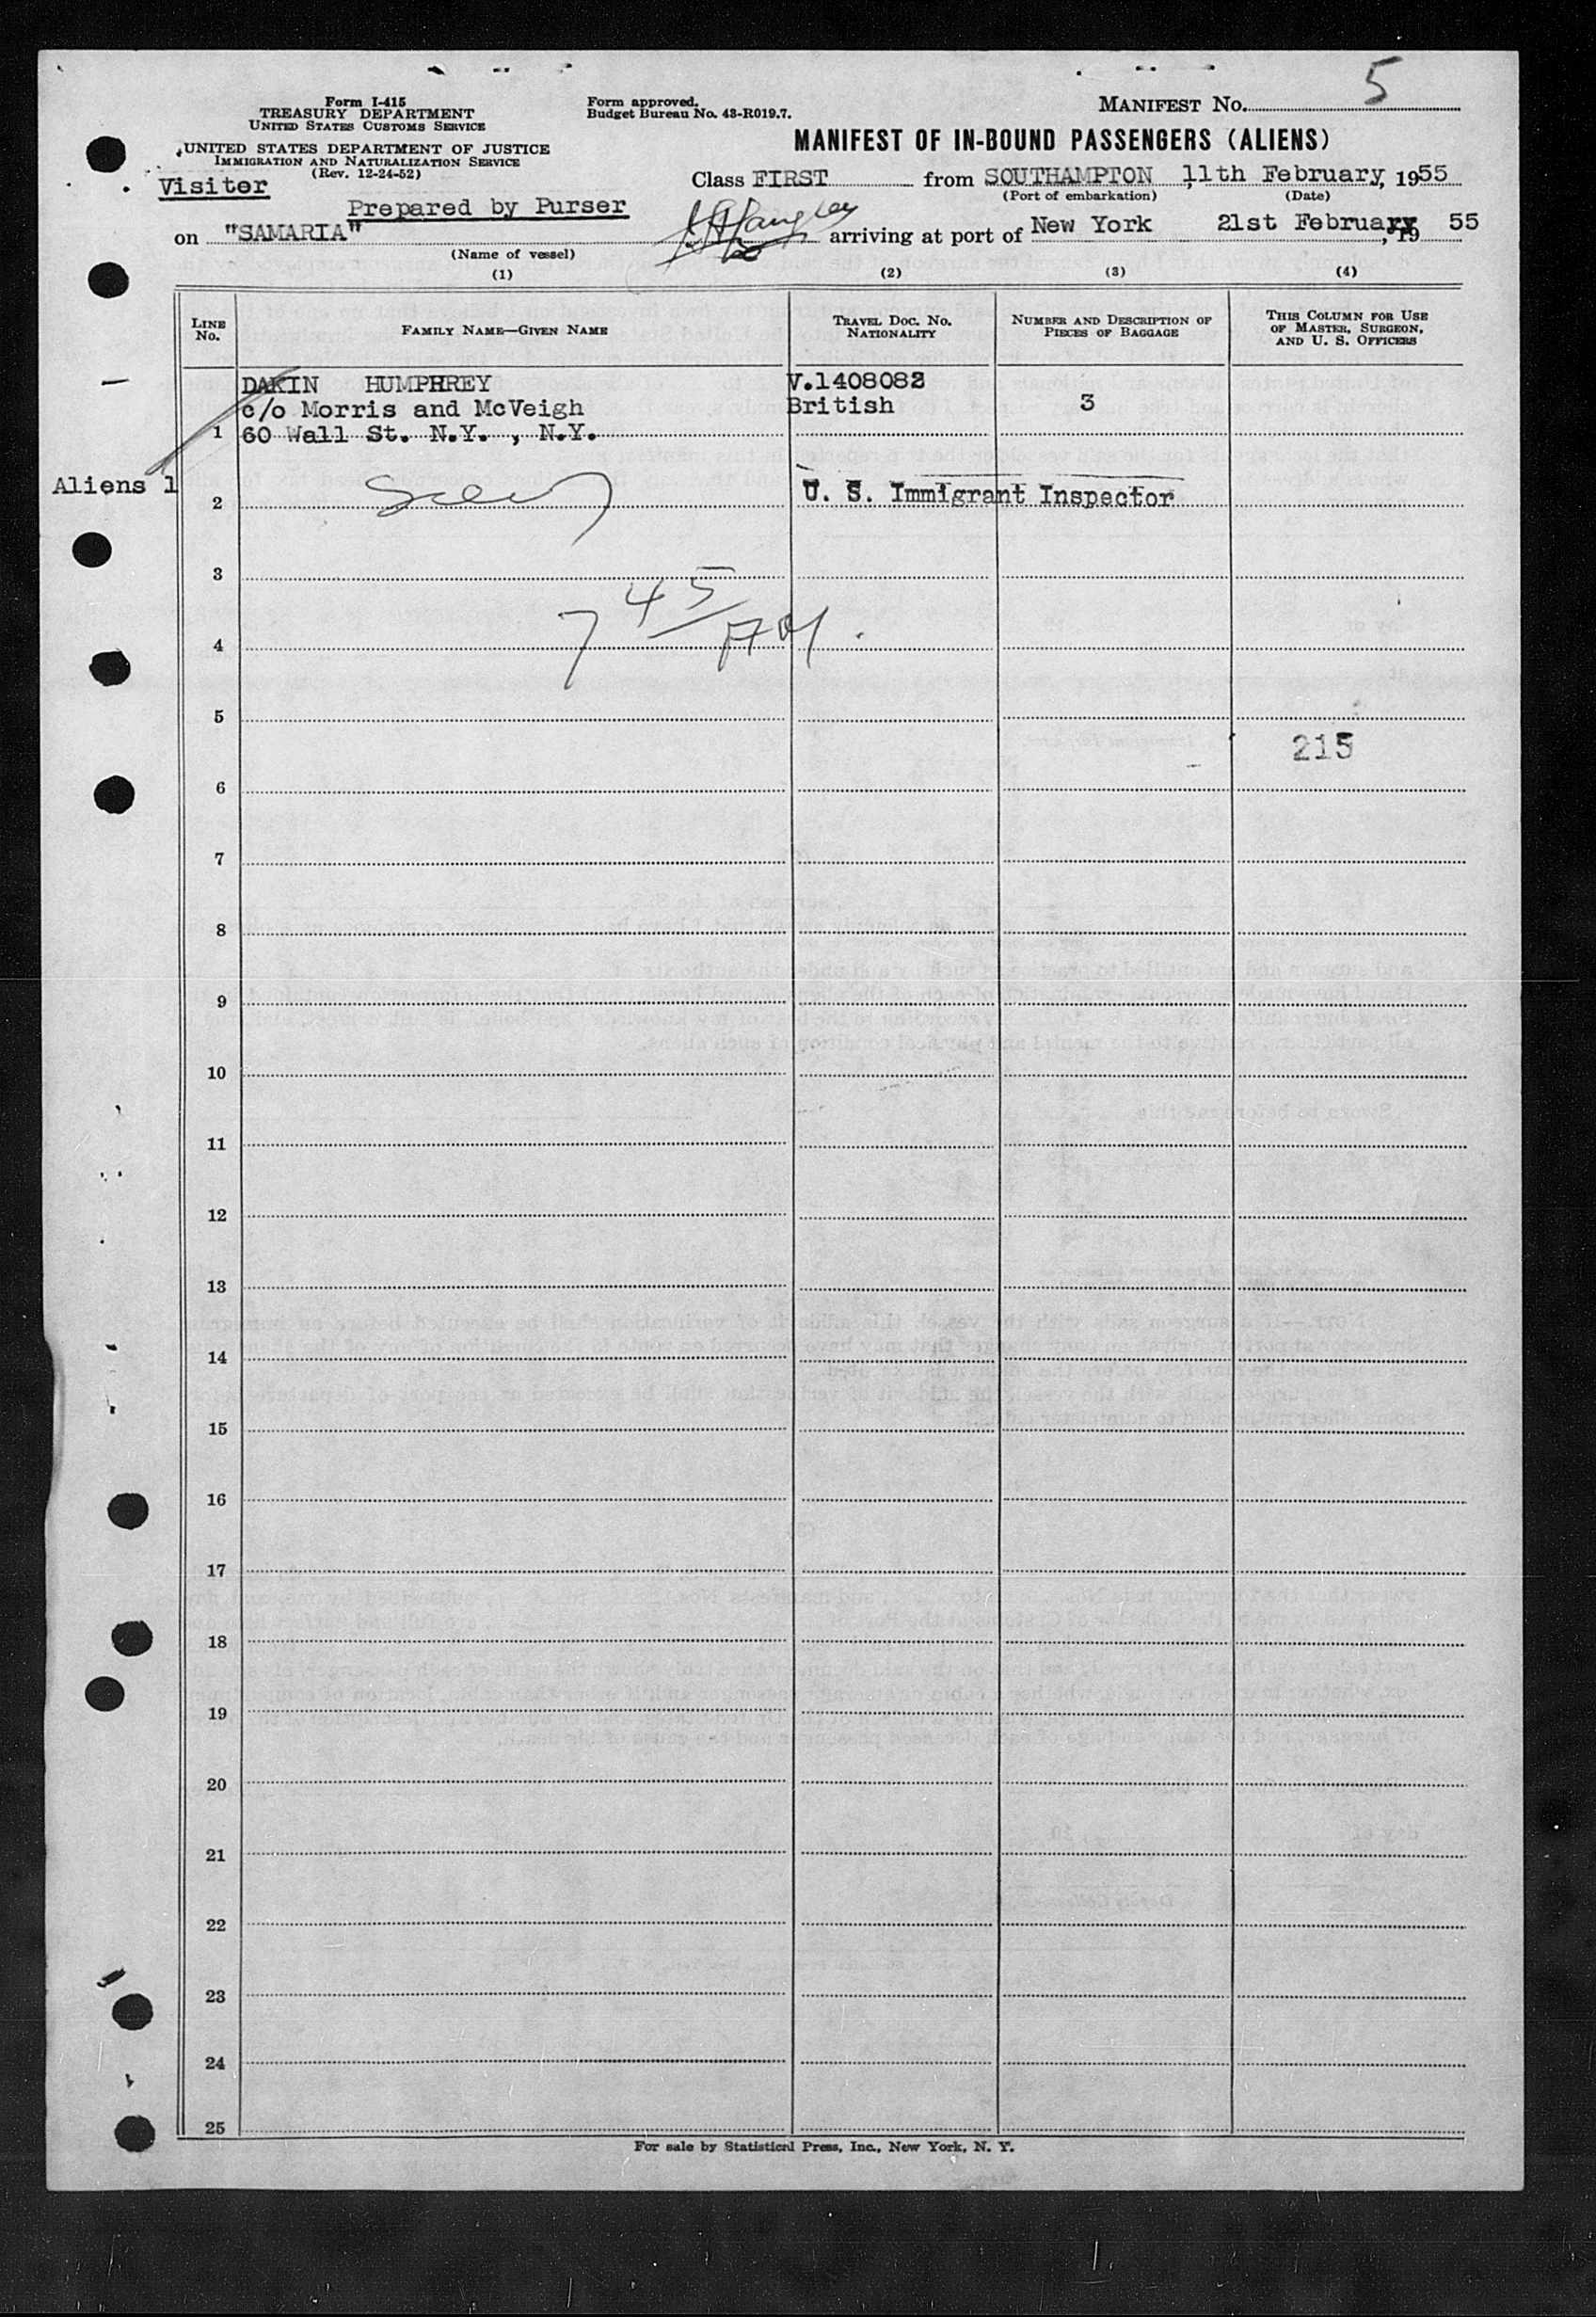 5
Form I-415
TREASURY DEPARTMENT
UNITED STATES CUSTOMS SERVICE
UNITED STATES DEPARTMENT OF JUSTICE
IMMIGRATION AND NATURALIZATION SERVICE
(Rev. 12-24-52)
Form approved.
Budget Bureau No. 43-R019.7.
MANIFEST NO.
MANIFEST OF IN-BOUND PASSENGERS (ALIENS)
Visitor
Class FIRST from SOUTHAMPTON, 11th February, 1955
(Port of embarkation) (Date)
Prepared by Purser
on "SAMARIA" arriving at port of New York 21st February, 19 55
(Name of vessel)
(1) (2) (3) (4)
LINE No.
FAMILY NAME—GIVEN NAME
TRAVEL DOC. NO.
NATIONALITY
NUMBER AND DESCRIPTION OF
PIECES OF BAGGAGE
THIS COLUMN FOR USE
OF MASTER, SURGEON,
AND U. S. OFFICERS
DAKIN HUMPHREY V.1408082
c/o Morris and McVeigh British 3
1 60 Wall St. N.Y. , N.Y.
Aliens 1
2 U. S. Immigrant Inspector
3
7 45/
4
5
215
6
7
8
9
10
11
12
13
14
15
16
17
18
19
20
21
22
23
24
25
For sale by Statistical Press, Inc., New York, N. Y.